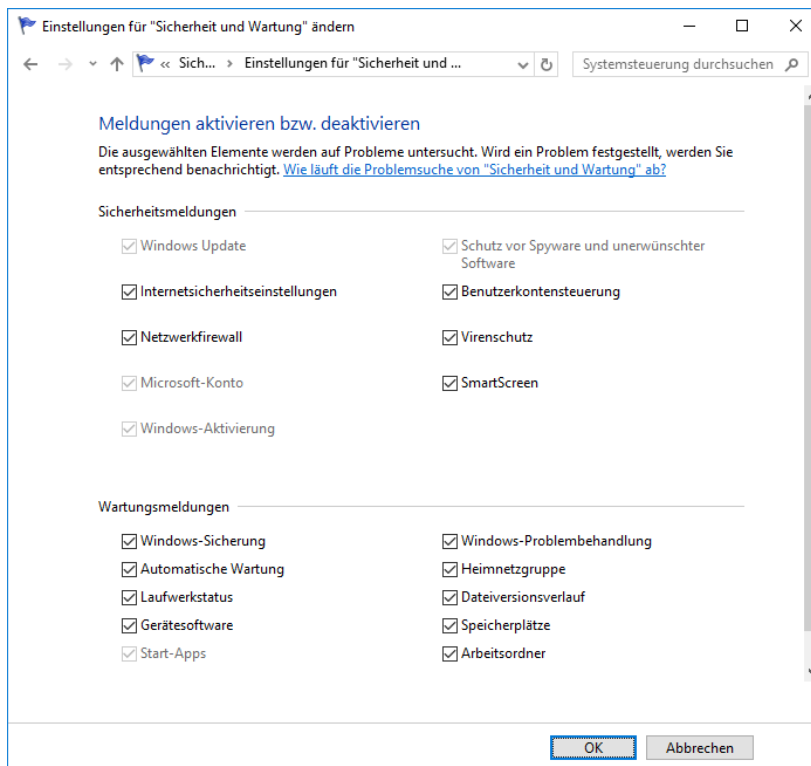 Einstellungen für "Sicherheit und Wartung" ändern
« Sich... › Einstellungen für "Sicherheit und ... Systemsteuerung durchsuchen
Meldungen aktivieren bzw. deaktivieren
Die ausgewählten Elemente werden auf Probleme untersucht. Wird ein Problem festgestellt, werden Sie
entsprechend benachrichtigt. Wie läuft die Problemsuche von "Sicherheit und Wartung" ab?
Sicherheitsmeldungen
Windows Update
Schutz vor Spyware und unerwünschter
Software
Internetsicherheitseinstellungen
Benutzerkontensteuerung
Netzwerkfirewall
Virenschutz
Microsoft-Konto
SmartScreen
Windows-Aktivierung
Wartungsmeldungen
Windows-Sicherung
Windows-Problembehandlung
Automatische Wartung
Heimnetzgruppe
Laufwerkstatus
Dateiversionsverlauf
Gerätesoftware
Speicherplätze
Start-Apps
Arbeitsordner
OK
Abbrechen